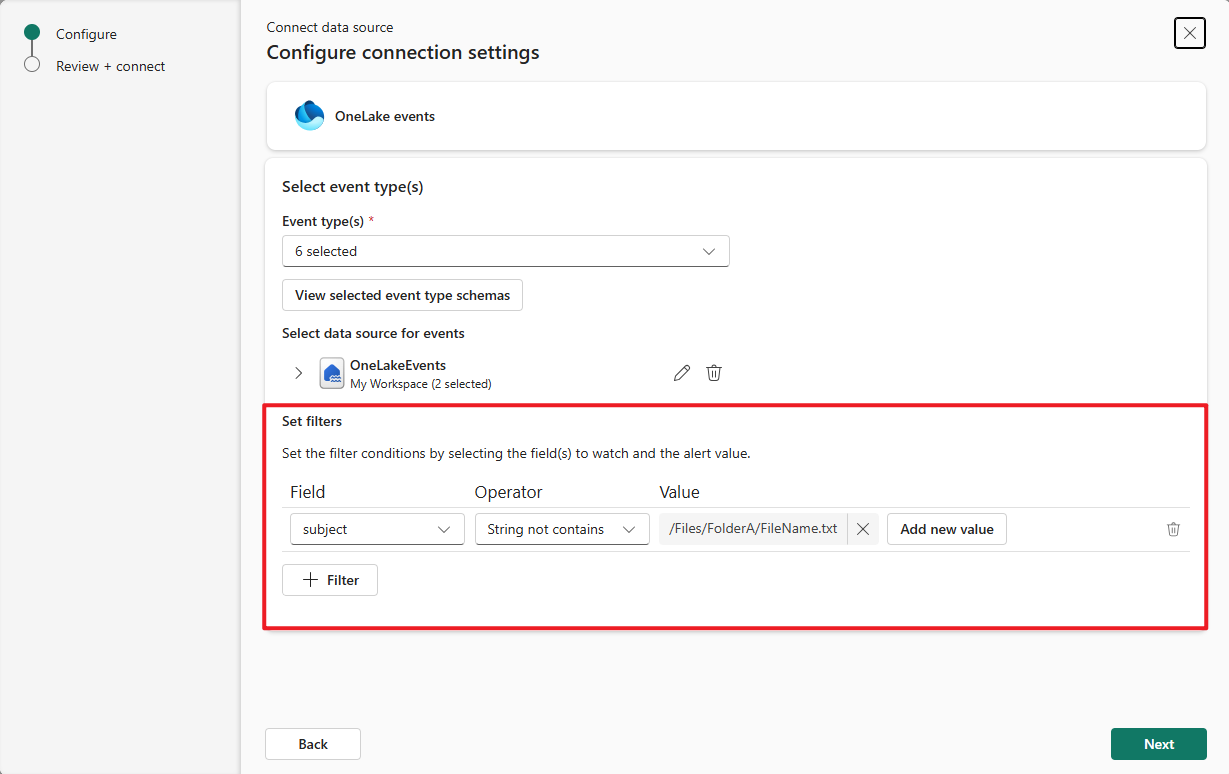 Configure
Review + connect
Connect data source
Configure connection settings
OneLake events
Select event type(s)
Event type(s) *
6 selected
View selected event type schemas
Select data source for events
OneLakeEvents
My Workspace (2 selected)
Set filters
Set the filter conditions by selecting the field(s) to watch and the alert value.
Field Operator Value
subject String not contains /Files/FolderA/FileName.txt Add new value
Filter
Back Next